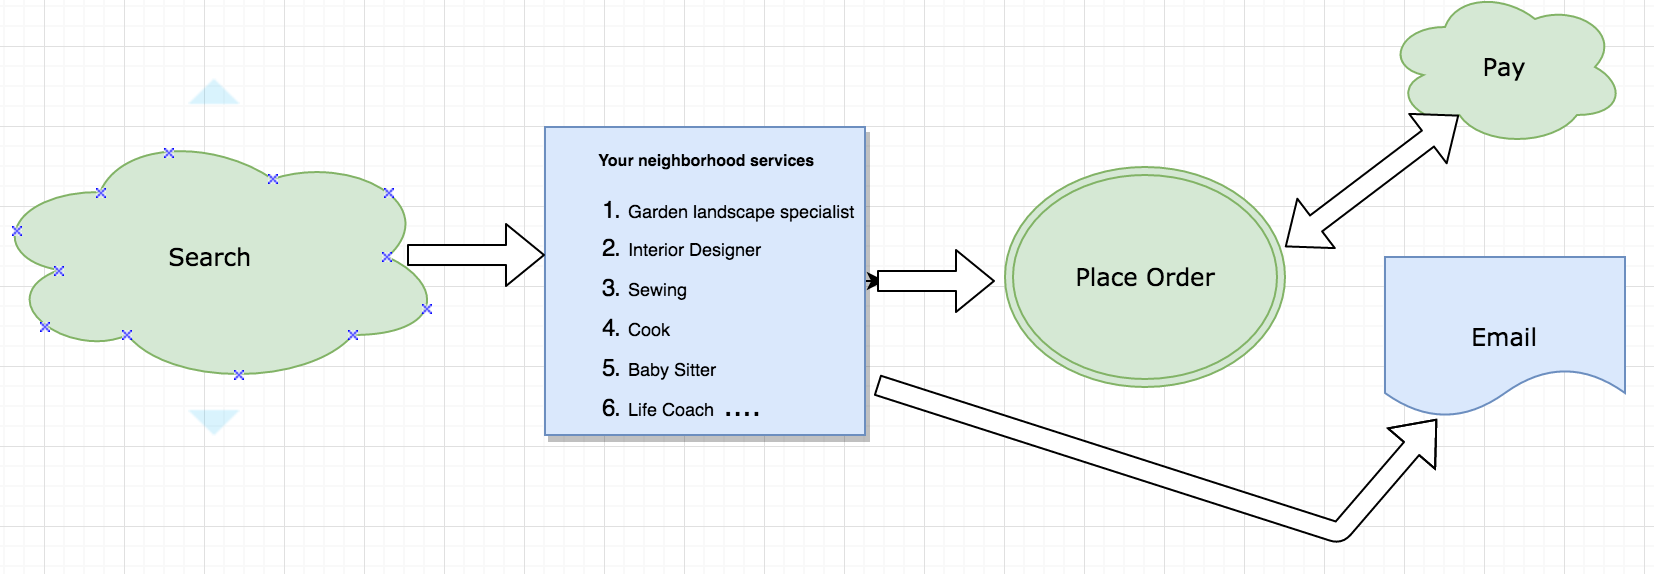 Search
Your neighborhood services
1. Garden landscape specialist
2. Interior Designer
3. Sewing
4. Cook
5. Baby Sitter
6. Life Coach ....
Place Order
Pay
Email